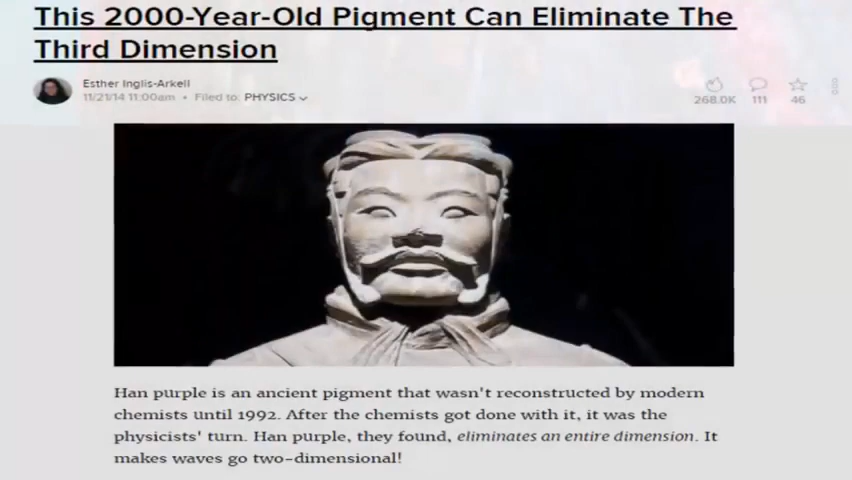 This 2000-Year-Old Pigment Can Eliminate The
Third Dimension
Esther Inglis-Arkell
11/21/14 11:00am • Filed to: PHYSICS
268.0K 111 46
Han purple is an ancient pigment that wasn't reconstructed by modern
chemists until 1992. After the chemists got done with it, it was the
physicists' turn. Han purple, they found, eliminates an entire dimension. It
makes waves go two-dimensional!